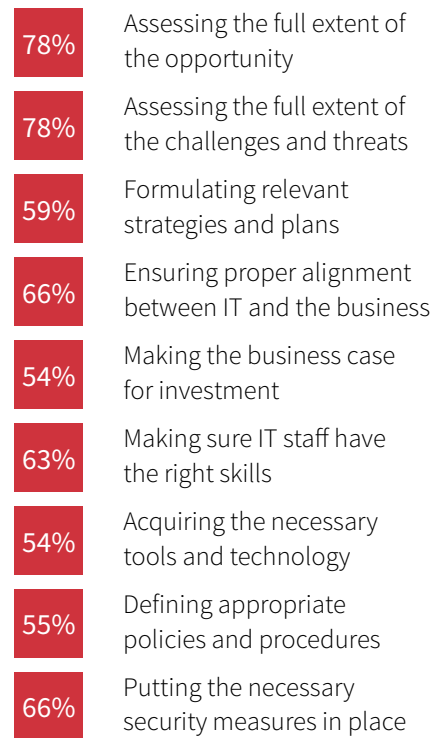 78%
Assessing the full extent of
the opportunity
78%
Assessing the full extent of
the challenges and threats
59%
Formulating relevant
strategies and plans
66%
Ensuring proper alignment
between IT and the business
54%
Making the business case
for investment
63%
Making sure IT staff have
the right skills
54%
Acquiring the necessary
tools and technology
55%
Defining appropriate
policies and procedures
66%
Putting the necessary
security measures in place